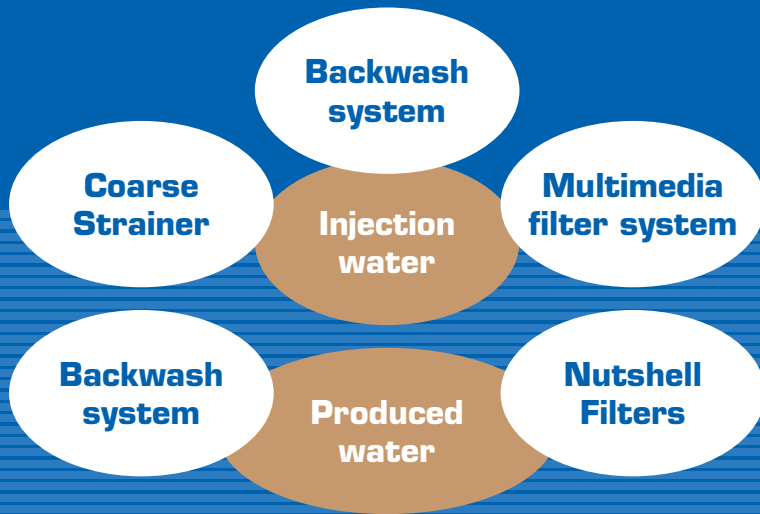 Backwash
system
Coarse
Strainer
Injection
water
Multimedia
filter system
Backwash
system
Produced
water
Nutshell
Filters